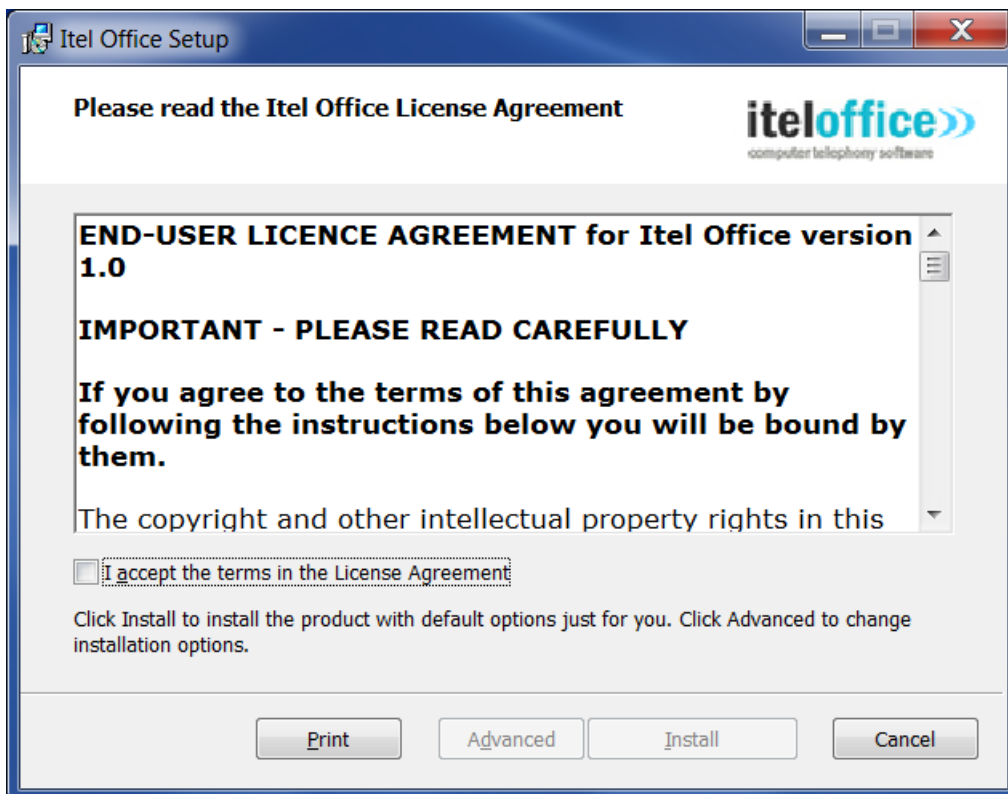 Itel Office Setup
Please read the Itel Office License Agreement
iteloffice
computer telephony software
END-USER LICENCE AGREEMENT for Itel Office version
1.0
IMPORTANT - PLEASE READ CAREFULLY
If you agree to the terms of this agreement by
following the instructions below you will be bound by
them.
The copyright and other intellectual property rights in this
I accept the terms in the License Agreement
Click Install to install the product with default options just for you. Click Advanced to change
installation options.
Print Advanced Install Cancel